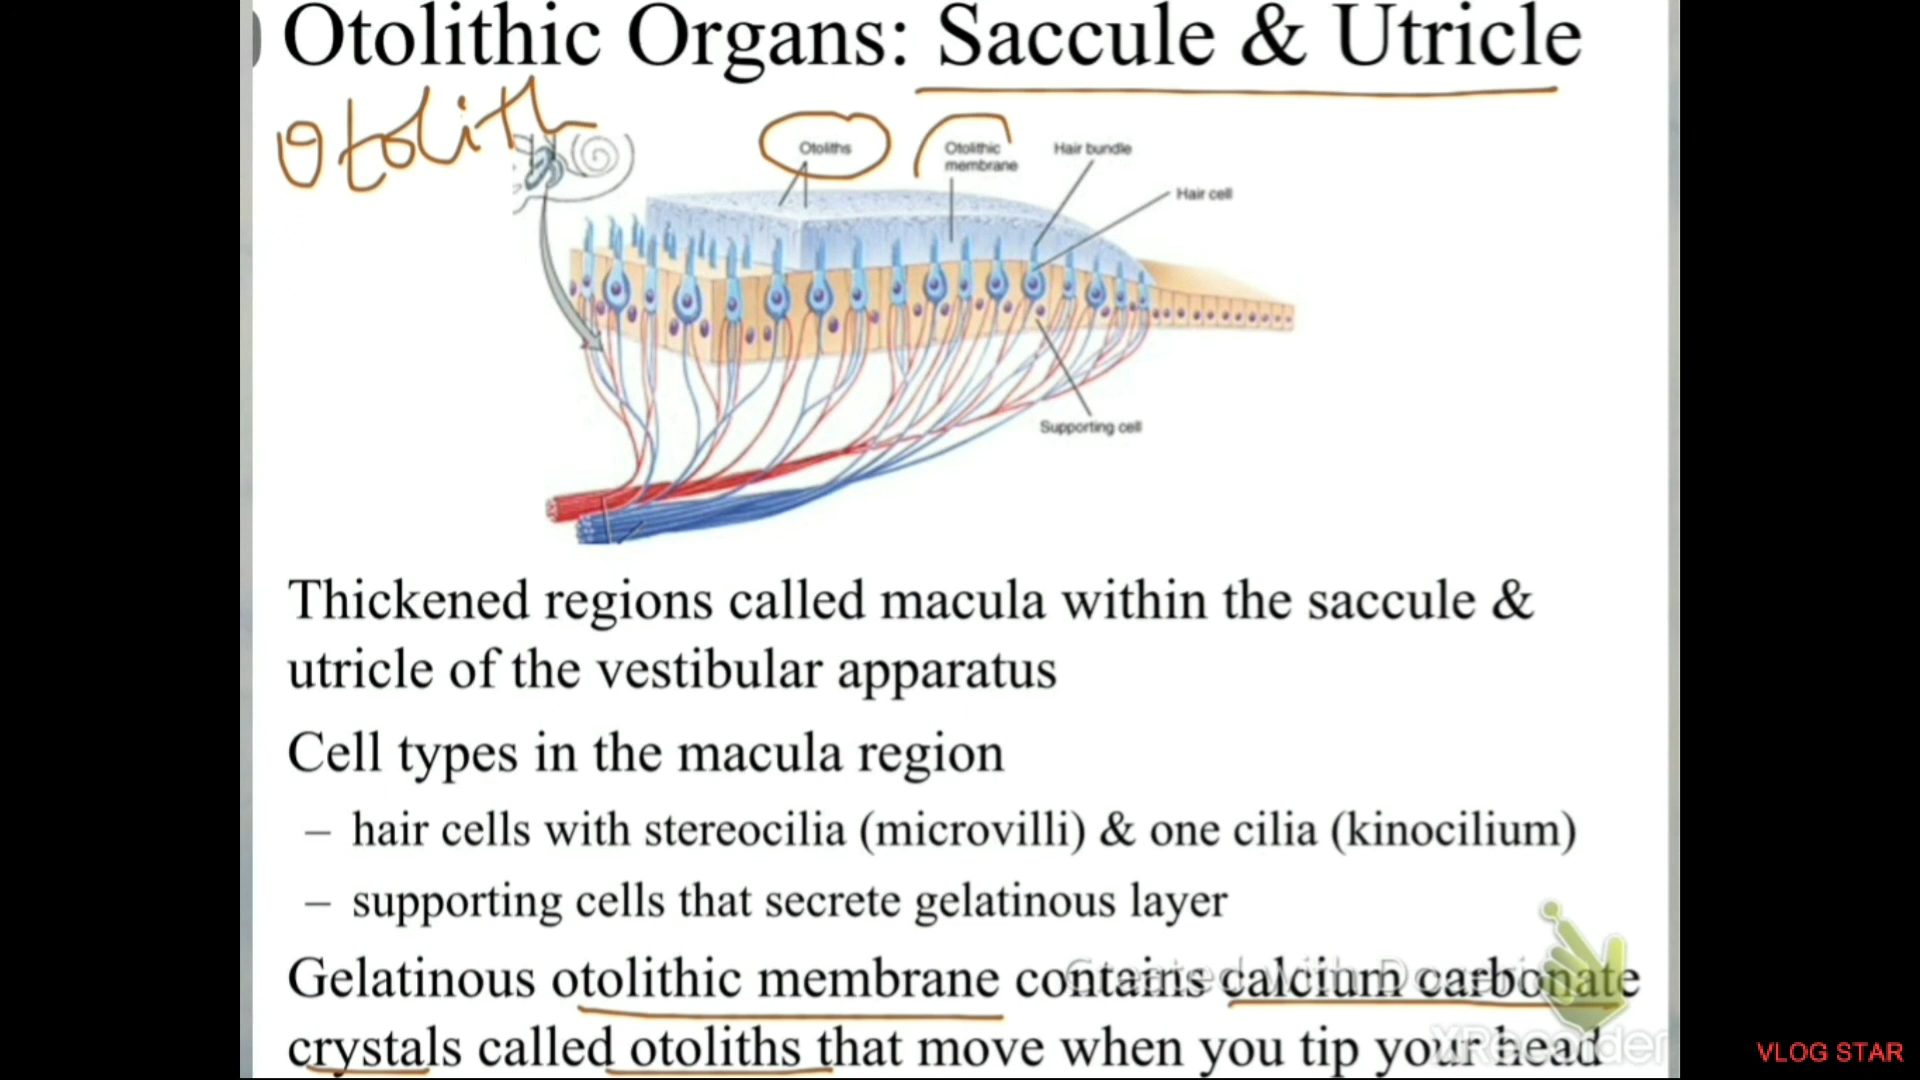 Otolithic Organs: Saccule & Utricle
Otolith
Otoliths
Otolithic
membrane
Hair bundle
Hair cell
Supporting cell
Thickened regions called macula within the saccule &
utricle of the vestibular apparatus
Cell types in the macula region
– hair cells with stereocilia (microvilli) & one cilia (kinocilium)
– supporting cells that secrete gelatinous layer
Gelatinous otolithic membrane contains calcium carbonate
crystals called otoliths that move when you tip your head
Created with
XRecorder
VLOG STAR